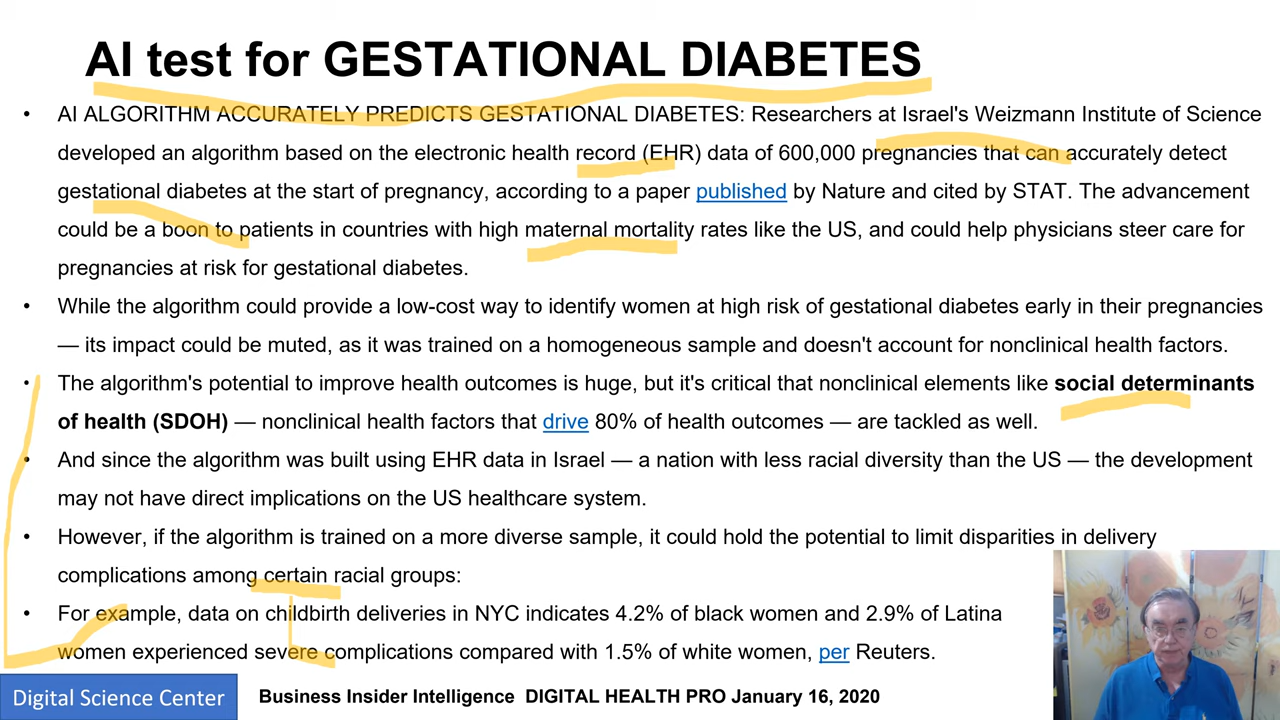 AI test for GESTATIONAL DIABETES
• AI ALGORITHM ACCURATELY PREDICTS GESTATIONAL DIABETES: Researchers at Israel's Weizmann Institute of Science
developed an algorithm based on the electronic health record (EHR) data of 600,000 pregnancies that can accurately detect
gestational diabetes at the start of pregnancy, according to a paper published by Nature and cited by STAT. The advancement
could be a boon to patients in countries with high maternal mortality rates like the US, and could help physicians steer care for
pregnancies at risk for gestational diabetes.
• While the algorithm could provide a low-cost way to identify women at high risk of gestational diabetes early in their pregnancies
— its impact could be muted, as it was trained on a homogeneous sample and doesn't account for nonclinical health factors.
• The algorithm's potential to improve health outcomes is huge, but it's critical that nonclinical elements like social determinants
of health (SDOH) — nonclinical health factors that drive 80% of health outcomes — are tackled as well.
• And since the algorithm was built using EHR data in Israel — a nation with less racial diversity than the US — the development
may not have direct implications on the US healthcare system.
• However, if the algorithm is trained on a more diverse sample, it could hold the potential to limit disparities in delivery
complications among certain racial groups:
• For example, data on childbirth deliveries in NYC indicates 4.2% of black women and 2.9% of Latina
women experienced severe complications compared with 1.5% of white women, per Reuters.
Digital Science Center
Business Insider Intelligence DIGITAL HEALTH PRO January 16, 2020